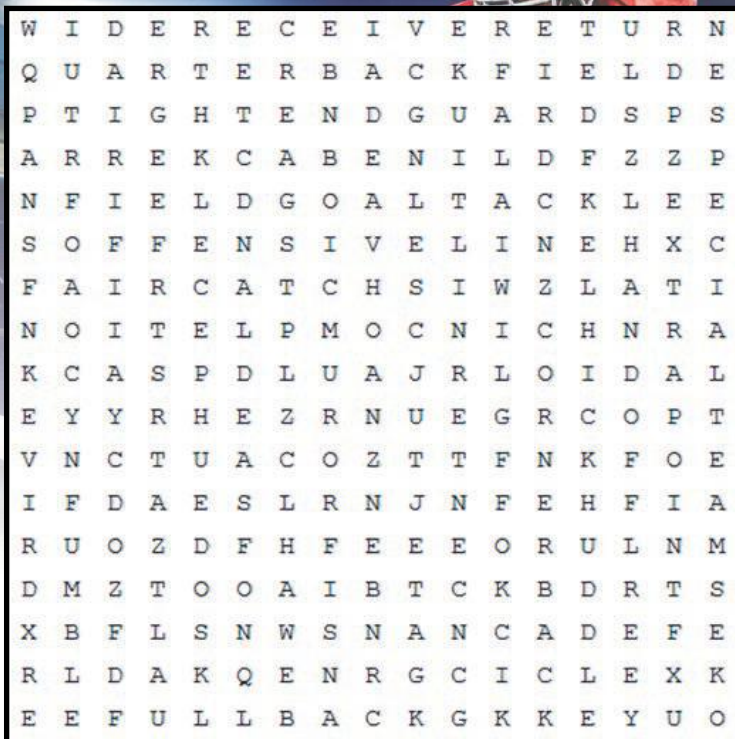 W I D E R E C E I V E R E T U R N
Q U A R T E R B A C K F I E L D E
P T I G H T E N D G U A R D S P S
A R R E K C A B E N I L D F Z Z P
N F I E L D G O A L T A C K L E E
S O F F E N S I V E L I N E H X C
F A I R C A T C H S I W Z L A T I
N O I T E L P M O C N I C H N R A
K C A S P D L U A J R L O I D A L
E Y Y R H E Z R N U E G R C O P T
V N C T U A C O Z T T F N K F O E
I F D A E S L R N J N F E H F I A
R U O Z D F H F E E E O R U L N M
D M Z T O O A I B T C K B D R T S
X B F L S N W S N A N C A D E F E
R L D A K Q E N R G C I C L E X K
E E F U L L B A C K G K K E Y U O